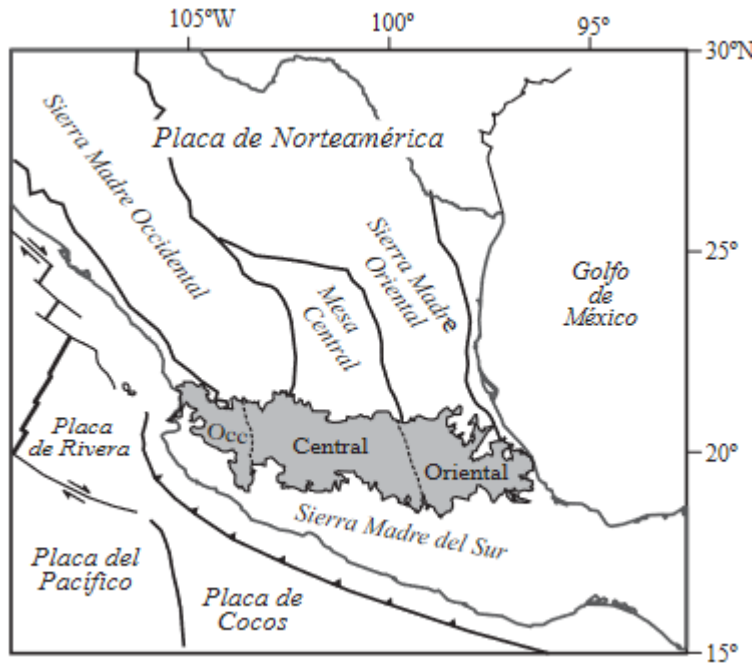 105°W
100°
95°
30°N
Sierra Madre Occidental
Placa de Norteamérica
25°
Sierra Madre
Oriental
Mesa
Central
Golfo
de
México
Placa
de Rivera
Occ
Central
Oriental
20°
Sierra Madre del Sur
Placa del
Pacífico
Placa de
Cocos
15°